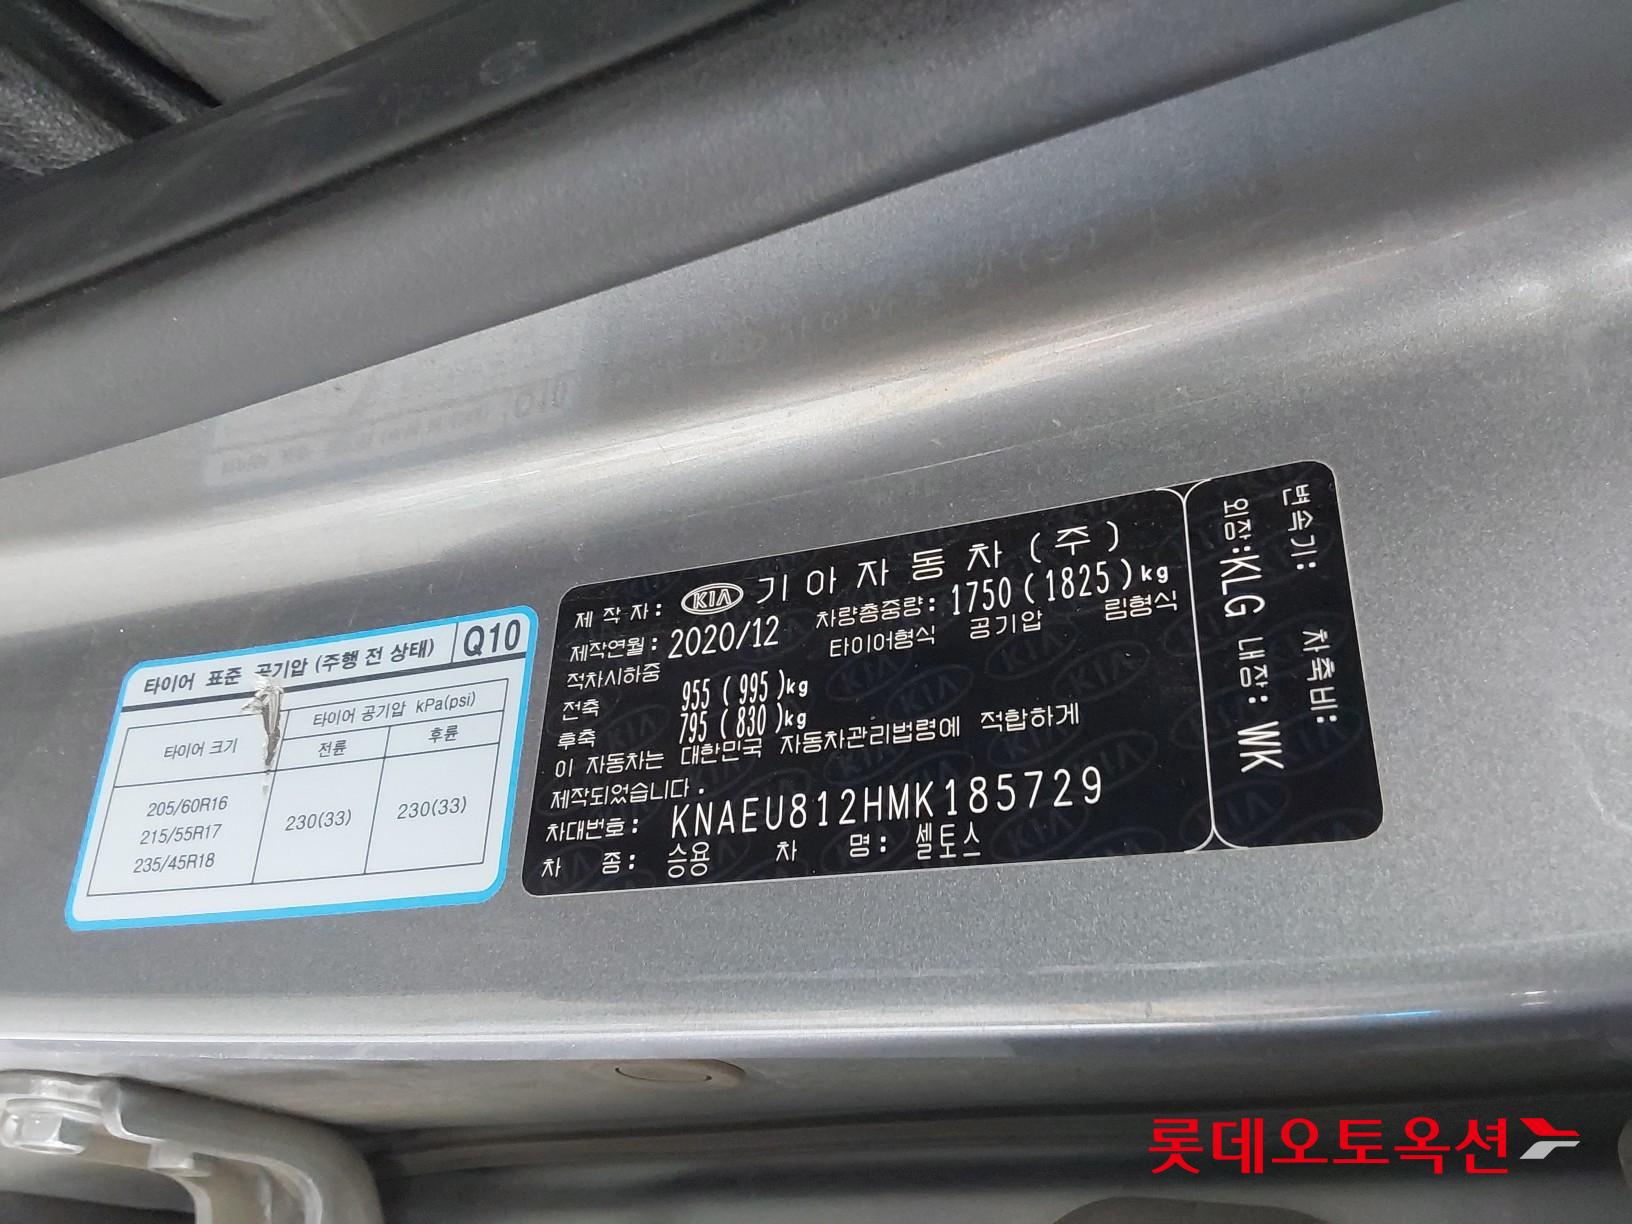 타이어 표준 공기압 (주행 전 상태) Q10
타이어 크기
타이어 공기압 kPa(psi)
전륜 후륜
205/60R16
215/55R17
235/45R18
230(33) 230(33)
제 작 자: KIA 기 아 자 동 차 (주)
제작연월: 2020/12 차량총중량: 1750 (1825)kg
적차시하중 타이어형식 공기압 림형식
전축 955 (995)kg
후축 795 (830)kg
이 자동차는 대한민국 자동차관리법령에 적합하게
제작되었습니다.
차대번호: KNAEU812HMK185729
차 종: 승용 차 명: 셀토스
변속기: 차축비:
외장:KLG 내장: WK
롯데오토옥션